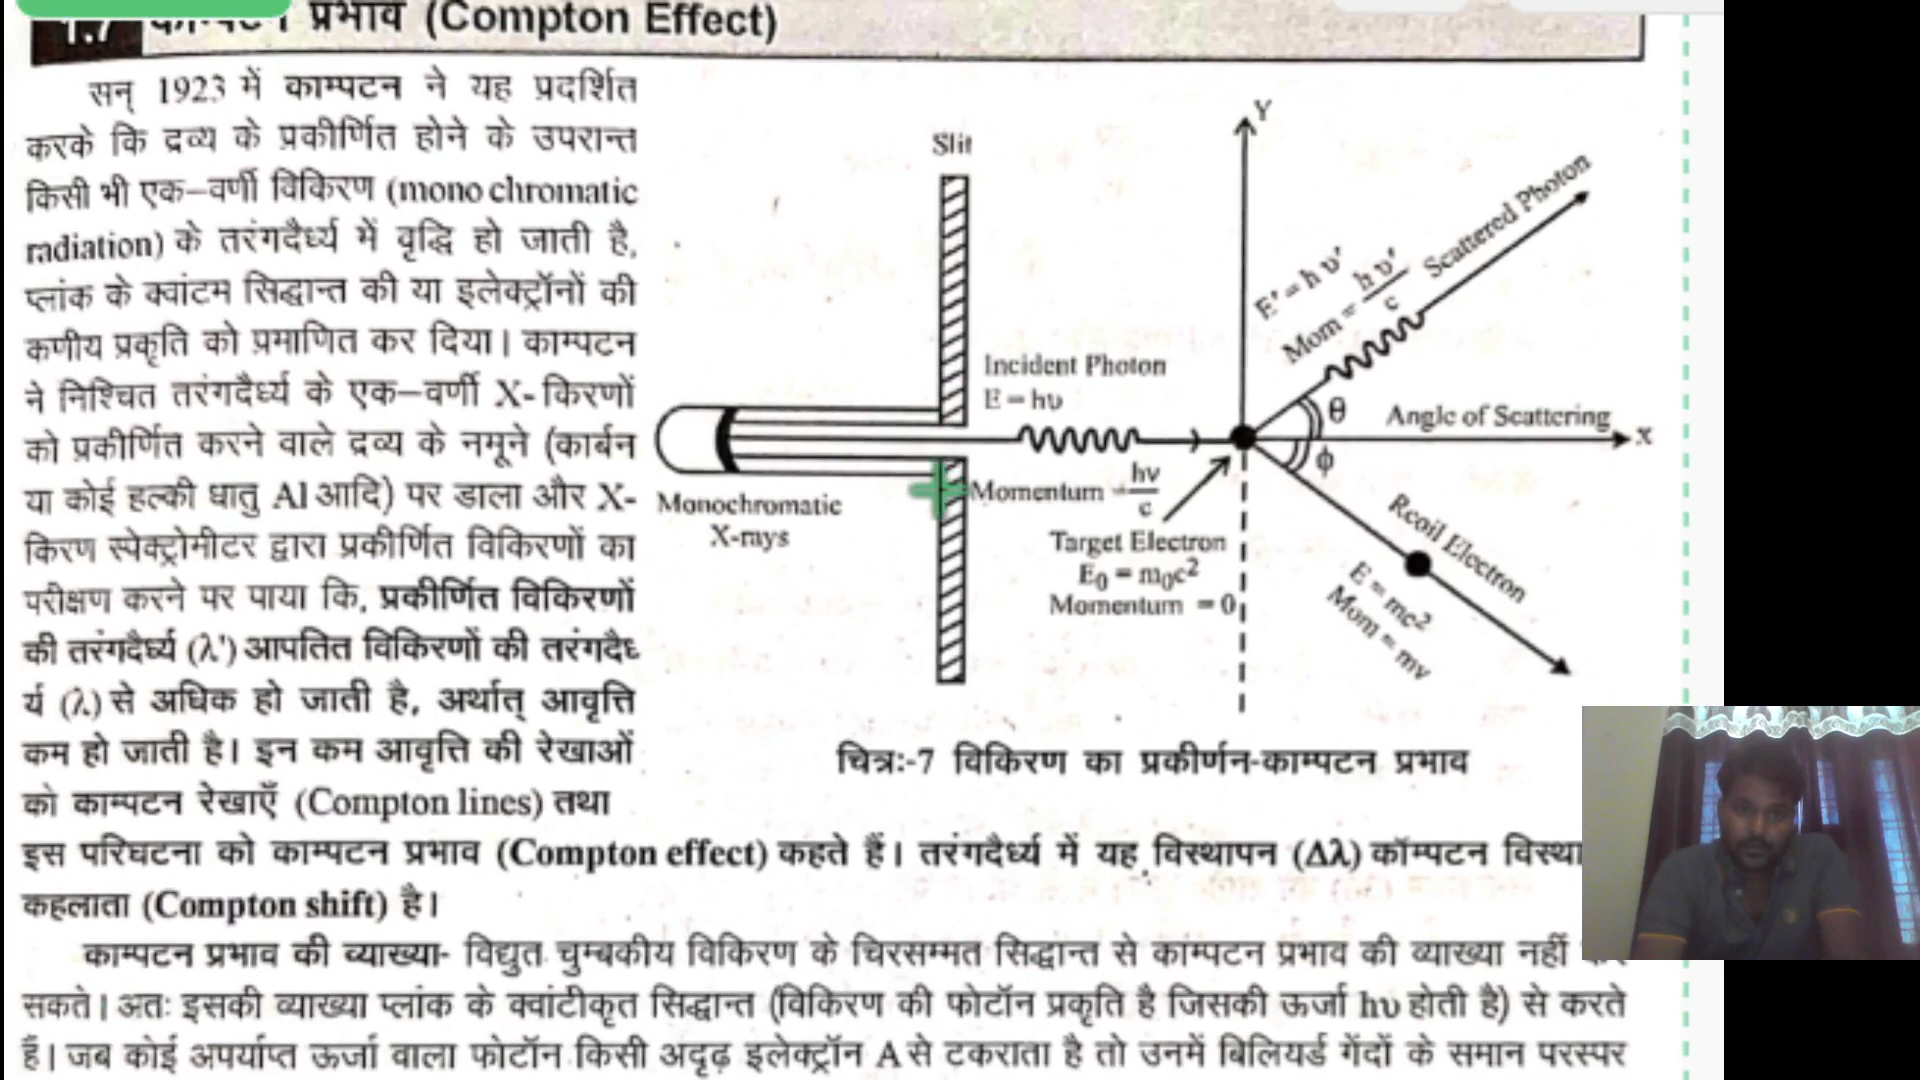 1.7 काम्पटन प्रभाव (Compton Effect)
सन् 1923 में काम्पटन ने यह प्रदर्शित
करके कि द्रव्य के प्रकीर्णित होने के उपरान्त
किसी भी एक–वर्णी विकिरण (mono chromatic
radiation) के तरंगदैर्ध्य में वृद्धि हो जाती है,
प्लांक के क्वांटम सिद्धान्त की या इलेक्ट्रॉनों की
कणीय प्रकृति को प्रमाणित कर दिया। काम्पटन
ने निश्चित तरंगदैर्ध्य के एक–वर्णी X-किरणों
को प्रकीर्णित करने वाले द्रव्य के नमूने (कार्बन
या कोई हल्की धातु Al आदि) पर डाला और X-
किरण स्पेक्ट्रोमीटर द्वारा प्रकीर्णित विकिरणों का
परीक्षण करने पर पाया कि, प्रकीर्णित विकिरणों
की तरंगदैर्घ्य (λ') आपतित विकिरणों की तरंगदैध
र्य (λ) से अधिक हो जाती है, अर्थात् आवृत्ति
कम हो जाती है। इन कम आवृत्ति की रेखाओं
को काम्पटन रेखाएँ (Compton lines) तथा
इस परिघटना को काम्पटन प्रभाव (Compton effect) कहते हैं। तरंगदैर्ध्य में यह विस्थापन (Δλ) कॉम्पटन विस्था
कहलाता (Compton shift) है।
काम्पटन प्रभाव की व्याख्या- विद्युत चुम्बकीय विकिरण के चिरसम्मत सिद्धान्त से काम्पटन प्रभाव की व्याख्या नहीं कर
सकते। अतः इसकी व्याख्या प्लांक के क्वांटीकृत सिद्धान्त (विकिरण की फोटॉन प्रकृति है जिसकी ऊर्जा hυ होती है) से करते
हैं। जब कोई अपर्याप्त ऊर्जा वाला फोटॉन किसी अदृढ़ इलेक्ट्रॉन A से टकराता है तो उनमें बिलियर्ड गेंदों के समान परस्पर
Slit
Y
Scattered Photon
E' = h υ'
Mom = h υ' / c
Incident Photon
E = hυ
θ
Angle of Scattering
x
φ
Momentum = hν / c
Monochromatic
X-rays
Target Electron
E₀ = m₀c²
Momentum = 0
Recoil Electron
E = mc²
Mom = mv
चित्र:-7 विकिरण का प्रकीर्णन-काम्पटन प्रभाव